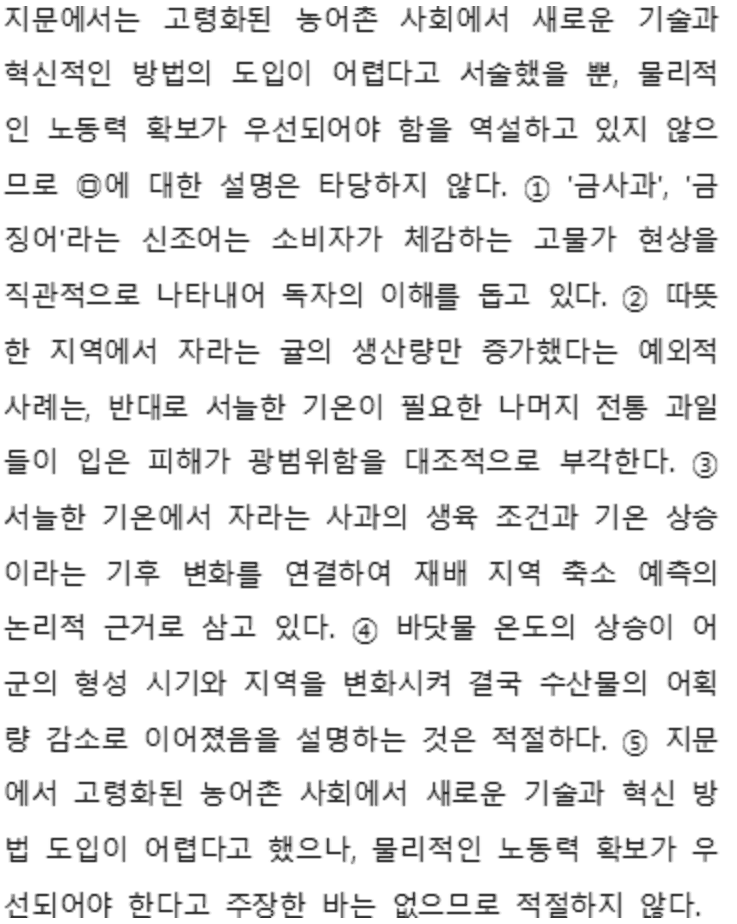 지문에서는 고령화된 농어촌 사회에서 새로운 기술과
혁신적인 방법의 도입이 어렵다고 서술했을 뿐, 물리적
인 노동력 확보가 우선되어야 함을 역설하고 있지 않으
므로 ㉤에 대한 설명은 타당하지 않다. ① '금사과', '금
징어'라는 신조어는 소비자가 체감하는 고물가 현상을
직관적으로 나타내어 독자의 이해를 돕고 있다. ② 따뜻
한 지역에서 자라는 귤의 생산량만 증가했다는 예외적
사례는, 반대로 서늘한 기온이 필요한 나머지 전통 과일
들이 입은 피해가 광범위함을 대조적으로 부각한다. ③
서늘한 기온에서 자라는 사과의 생육 조건과 기온 상승
이라는 기후 변화를 연결하여 재배 지역 축소 예측의
논리적 근거로 삼고 있다. ④ 바닷물 온도의 상승이 어
군의 형성 시기와 지역을 변화시켜 결국 수산물의 어획
량 감소로 이어졌음을 설명하는 것은 적절하다. ⑤ 지문
에서 고령화된 농어촌 사회에서 새로운 기술과 혁신 방
법 도입이 어렵다고 했으나, 물리적인 노동력 확보가 우
선되어야 한다고 주장한 바는 없으므로 적절하지 않다.